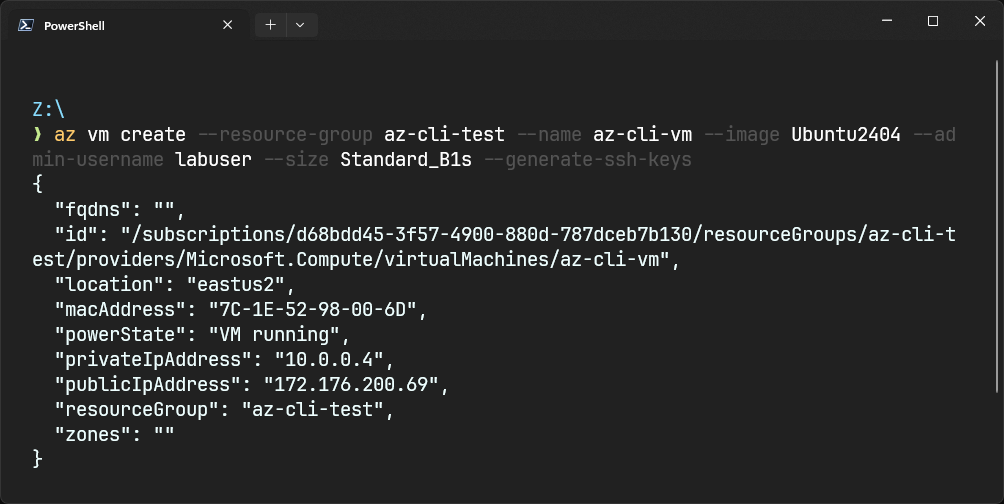 PowerShell
Z:\
❯ az vm create --resource-group az-cli-test --name az-cli-vm --image Ubuntu2404 --ad
min-username labuser --size Standard_B1s --generate-ssh-keys
{
  "fqdns": "",
  "id": "/subscriptions/d68bdd45-3f57-4900-880d-787dceb7b130/resourceGroups/az-cli-t
est/providers/Microsoft.Compute/virtualMachines/az-cli-vm",
  "location": "eastus2",
  "macAddress": "7C-1E-52-98-00-6D",
  "powerState": "VM running",
  "privateIpAddress": "10.0.0.4",
  "publicIpAddress": "172.176.200.69",
  "resourceGroup": "az-cli-test",
  "zones": ""
}